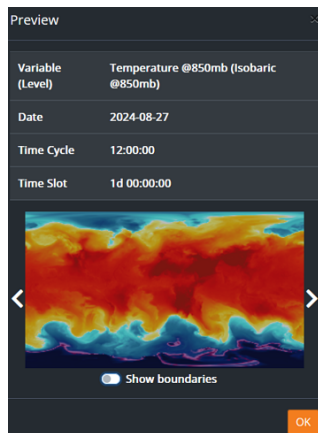 Preview
Variable Temperature @850mb (Isobaric
(Level) @850mb)
Date 2024-08-27
Time Cycle 12:00:00
Time Slot 1d 00:00:00
Show boundaries
OK